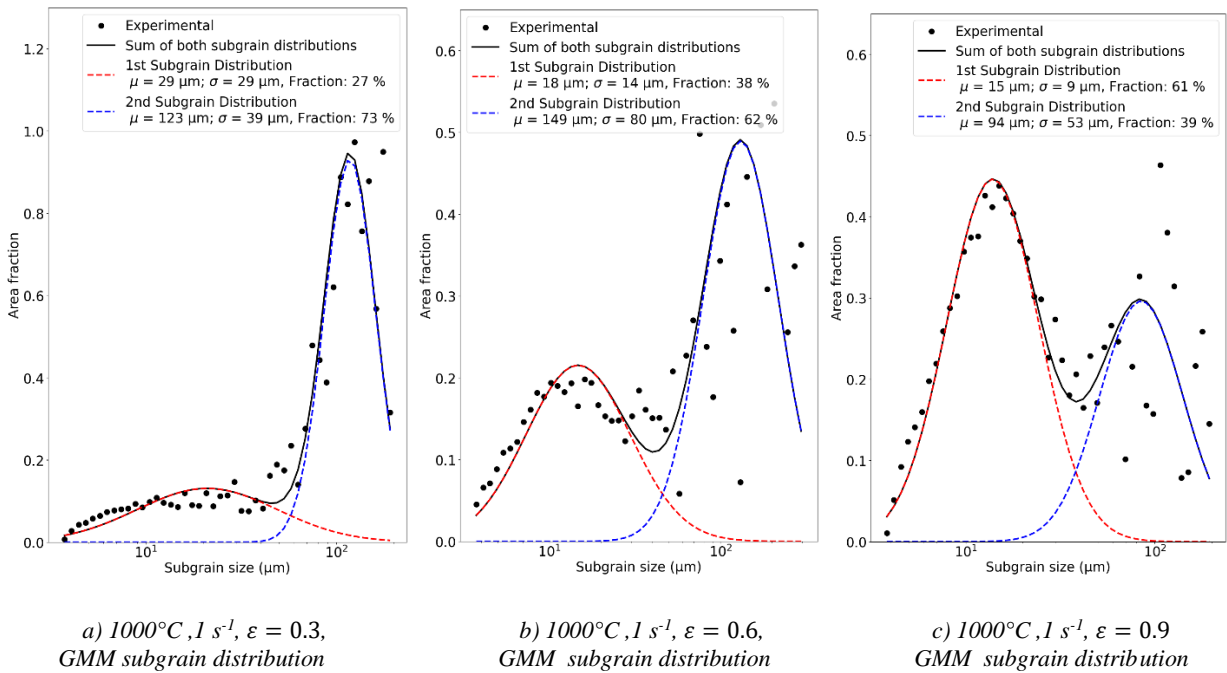 Experimental
Sum of both subgrain distributions
1st Subgrain Distribution
μ = 29 μm; σ = 29 μm, Fraction: 27 %
2nd Subgrain Distribution
μ = 123 μm; σ = 39 μm, Fraction: 73 %
1.2
1.0
0.8
0.6
0.4
0.2
0.0
Area fraction
10¹
10²
Subgrain size (μm)
Experimental
Sum of both subgrain distributions
1st Subgrain Distribution
μ = 18 μm; σ = 14 μm, Fraction: 38 %
2nd Subgrain Distribution
μ = 149 μm; σ = 80 μm, Fraction: 62 %
0.6
0.5
0.4
0.3
0.2
0.1
0.0
Area fraction
10¹
10²
Subgrain size (μm)
Experimental
Sum of both subgrain distributions
1st Subgrain Distribution
μ = 15 μm; σ = 9 μm, Fraction: 61 %
2nd Subgrain Distribution
μ = 94 μm; σ = 53 μm, Fraction: 39 %
0.6
0.5
0.4
0.3
0.2
0.1
0.0
Area fraction
10¹
10²
Subgrain size (μm)
a) 1000°C ,1 s⁻¹, ε = 0.3,
GMM subgrain distribution
b) 1000°C ,1 s⁻¹, ε = 0.6,
GMM subgrain distribution
c) 1000°C ,1 s⁻¹, ε = 0.9
GMM subgrain distribution